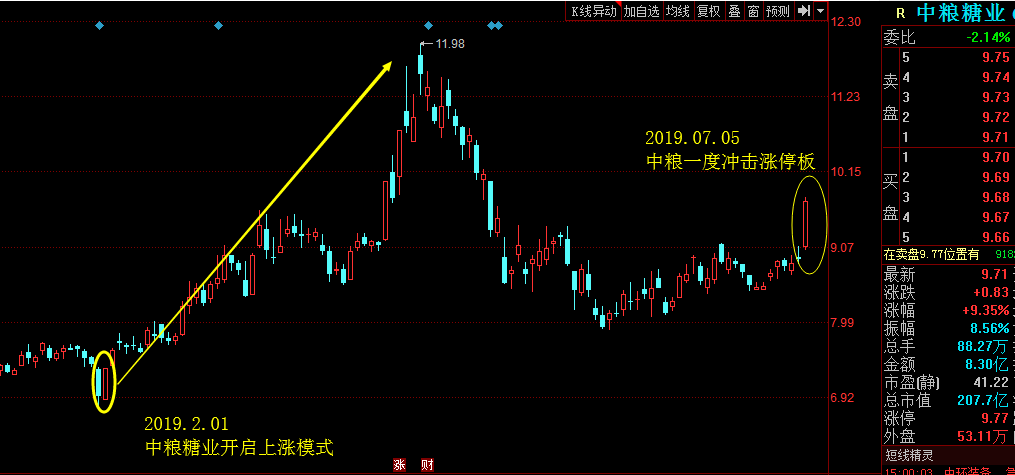 K线异动 加自选 均线 复权 叠 窗 预测
12.30
11.98
11.23
2019.07.05
中粮一度冲击涨停板
10.15
9.07
7.99
6.92
2019.2.01
中粮糖业开启上涨模式
涨 财
R 中粮糖业
委比 -2.14%
卖盘
5 9.75
4 9.74
3 9.73
2 9.72
1 9.71
买盘
1 9.70
2 9.69
3 9.68
4 9.67
5 9.66
在卖盘9.77位置有 918
最新 9.71
涨跌 +0.83
涨幅 +9.35%
振幅 8.56%
总手 88.27万
金额 8.30亿
市盈(静) 41.22
总市值 207.7亿
涨停 9.77
外盘 53.11万
短线精灵
15:00:03 中环装备